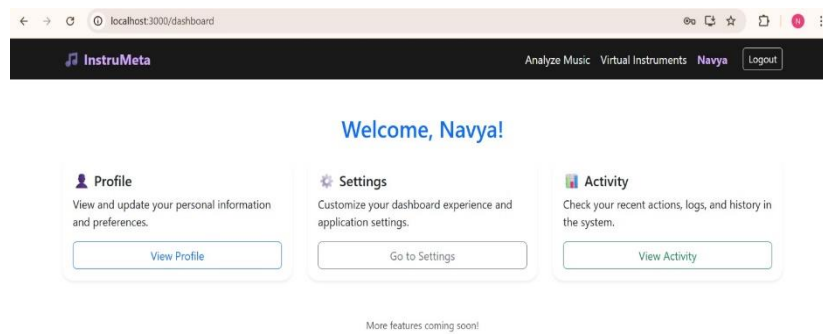 localhost:3000/dashboard
N
InstruMeta
Analyze Music Virtual Instruments Navya Logout
Welcome, Navya!
Profile
View and update your personal information
and preferences.
View Profile
Settings
Customize your dashboard experience and
application settings.
Go to Settings
Activity
Check your recent actions, logs, and history in
the system.
View Activity
More features coming soon!